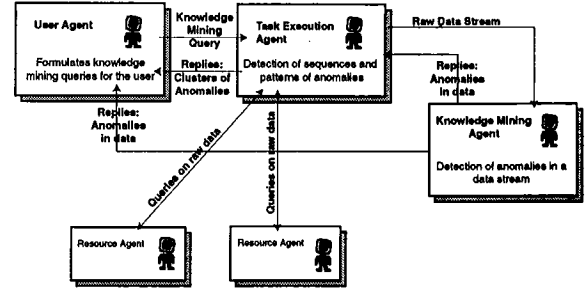 User Agent
Formulates knowledge
mining queries for the user
Knowledge
Mining
Query
Replies:
Clusters of
Anomalies
Task Execution
Agent
Detection of sequences and
patterns of anomalies
Raw Data Stream
Replies:
Anomalies
in data
Replies:
Anomalies
in data
Knowledge Mining
Agent
Detection of anomalies in a
data stream
Queries on raw data
Queries on raw data
Resource Agent
Resource Agent